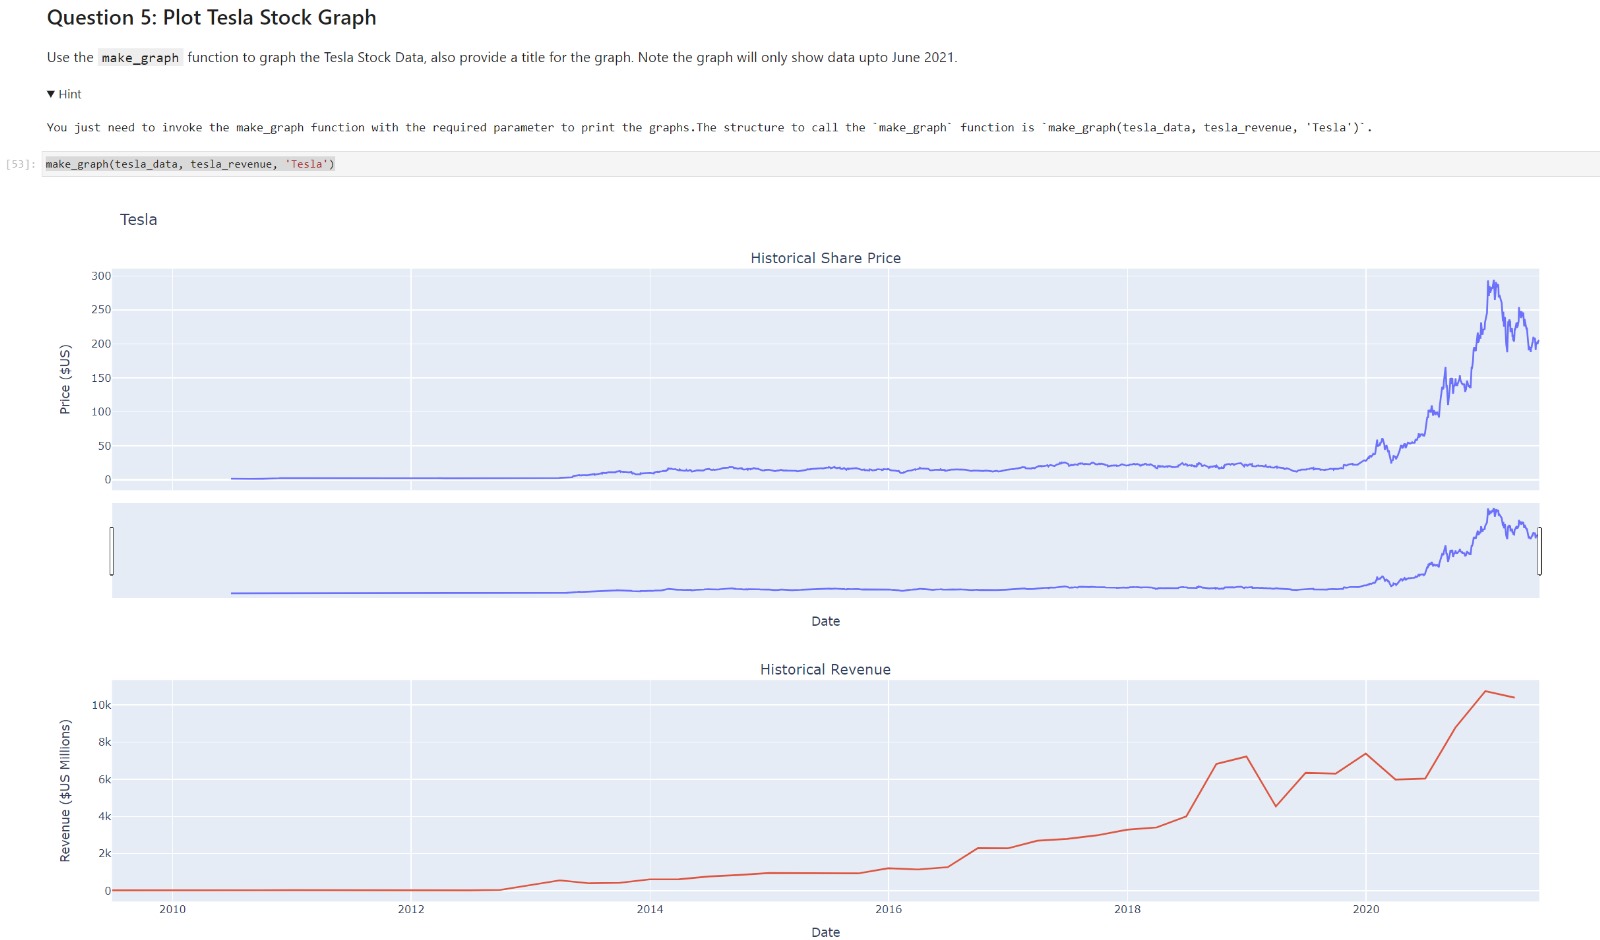 Question 5: Plot Tesla Stock Graph
Use the make_graph function to graph the Tesla Stock Data, also provide a title for the graph. Note the graph will only show data upto June 2021.
▼ Hint
You just need to invoke the make_graph function with the required parameter to print the graphs.The structure to call the `make_graph` function is `make_graph(tesla_data, tesla_revenue, 'Tesla')`.
[53]: make_graph(tesla_data, tesla_revenue, 'Tesla')
Tesla
Historical Share Price
Price ($US)
300
250
200
150
100
50
0
Date
Historical Revenue
Revenue ($US Millions)
10k
8k
6k
4k
2k
0
2010 2012 2014 2016 2018 2020
Date